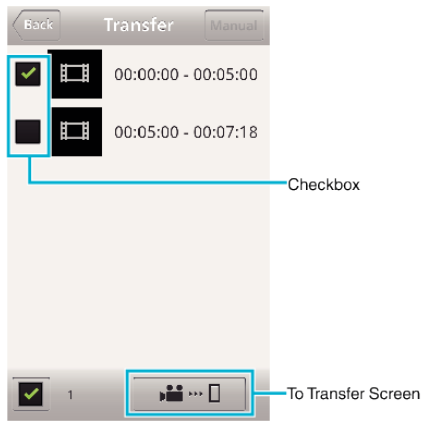 Back Transfer Manual
00:00:00 - 00:05:00
00:05:00 - 00:07:18
Checkbox
1
To Transfer Screen